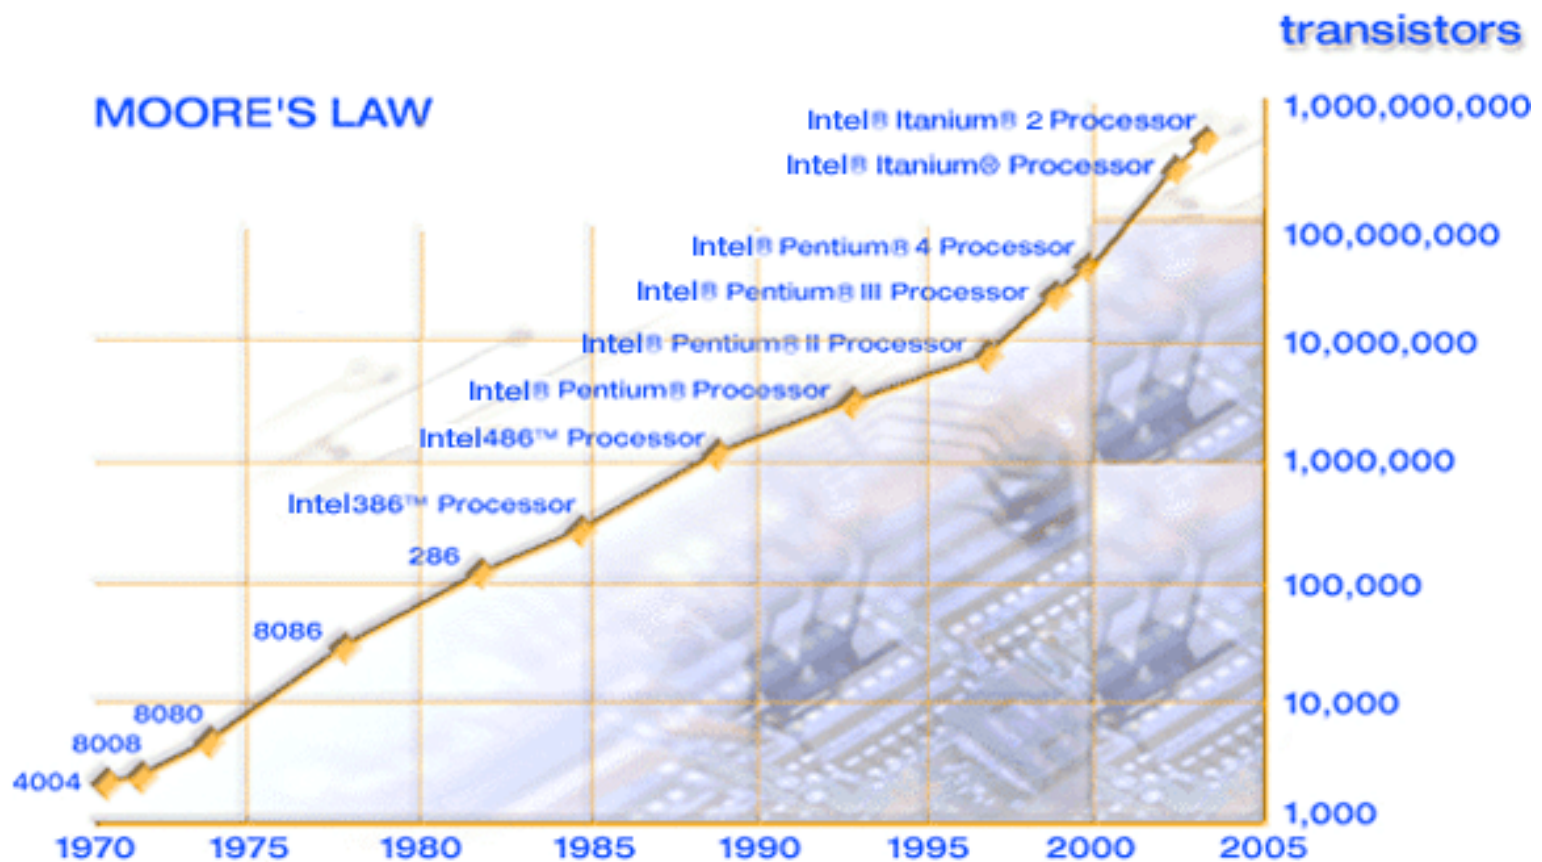 transistors
MOORE'S LAW
1,000,000,000
Intel® Itanium® 2 Processor
Intel® Itanium® Processor
100,000,000
Intel® Pentium® 4 Processor
Intel® Pentium® III Processor
10,000,000
Intel® Pentium® II Processor
Intel® Pentium® Processor
Intel486™ Processor
1,000,000
Intel386™ Processor
286
100,000
8086
10,000
8080
8008
4004
1,000
1970 1975 1980 1985 1990 1995 2000 2005